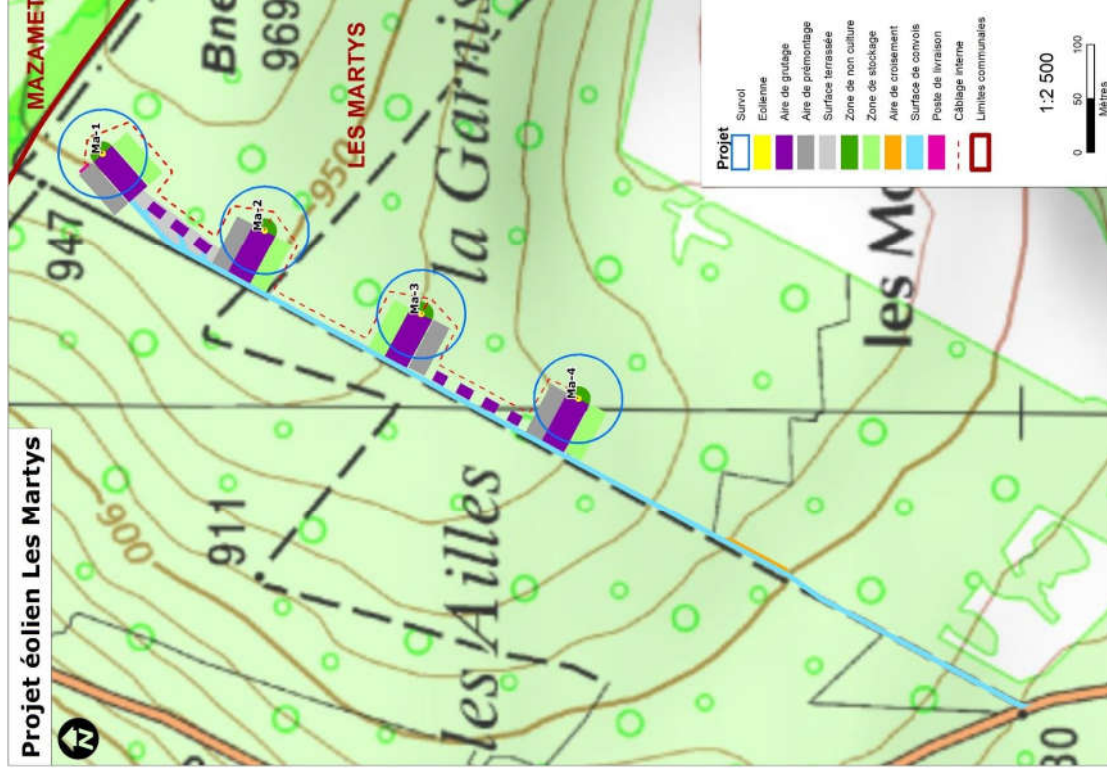 Projet éolien Les Martys
N
MAZAMET
LES MARTYS
Bne
969
947
950
911
900
la Garnis
les Ailles
les Mo
Ma-1
Ma-2
Ma-3
Ma-4
Projet
Survol
Eolienne
Aire de grutage
Aire de prémontage
Surface terrassée
Zone de non culture
Zone de stockage
Aire de croisement
Surface de convois
Poste de livraison
Câblage interne
Limites communales
1:2 500
0 50 100
Mètres